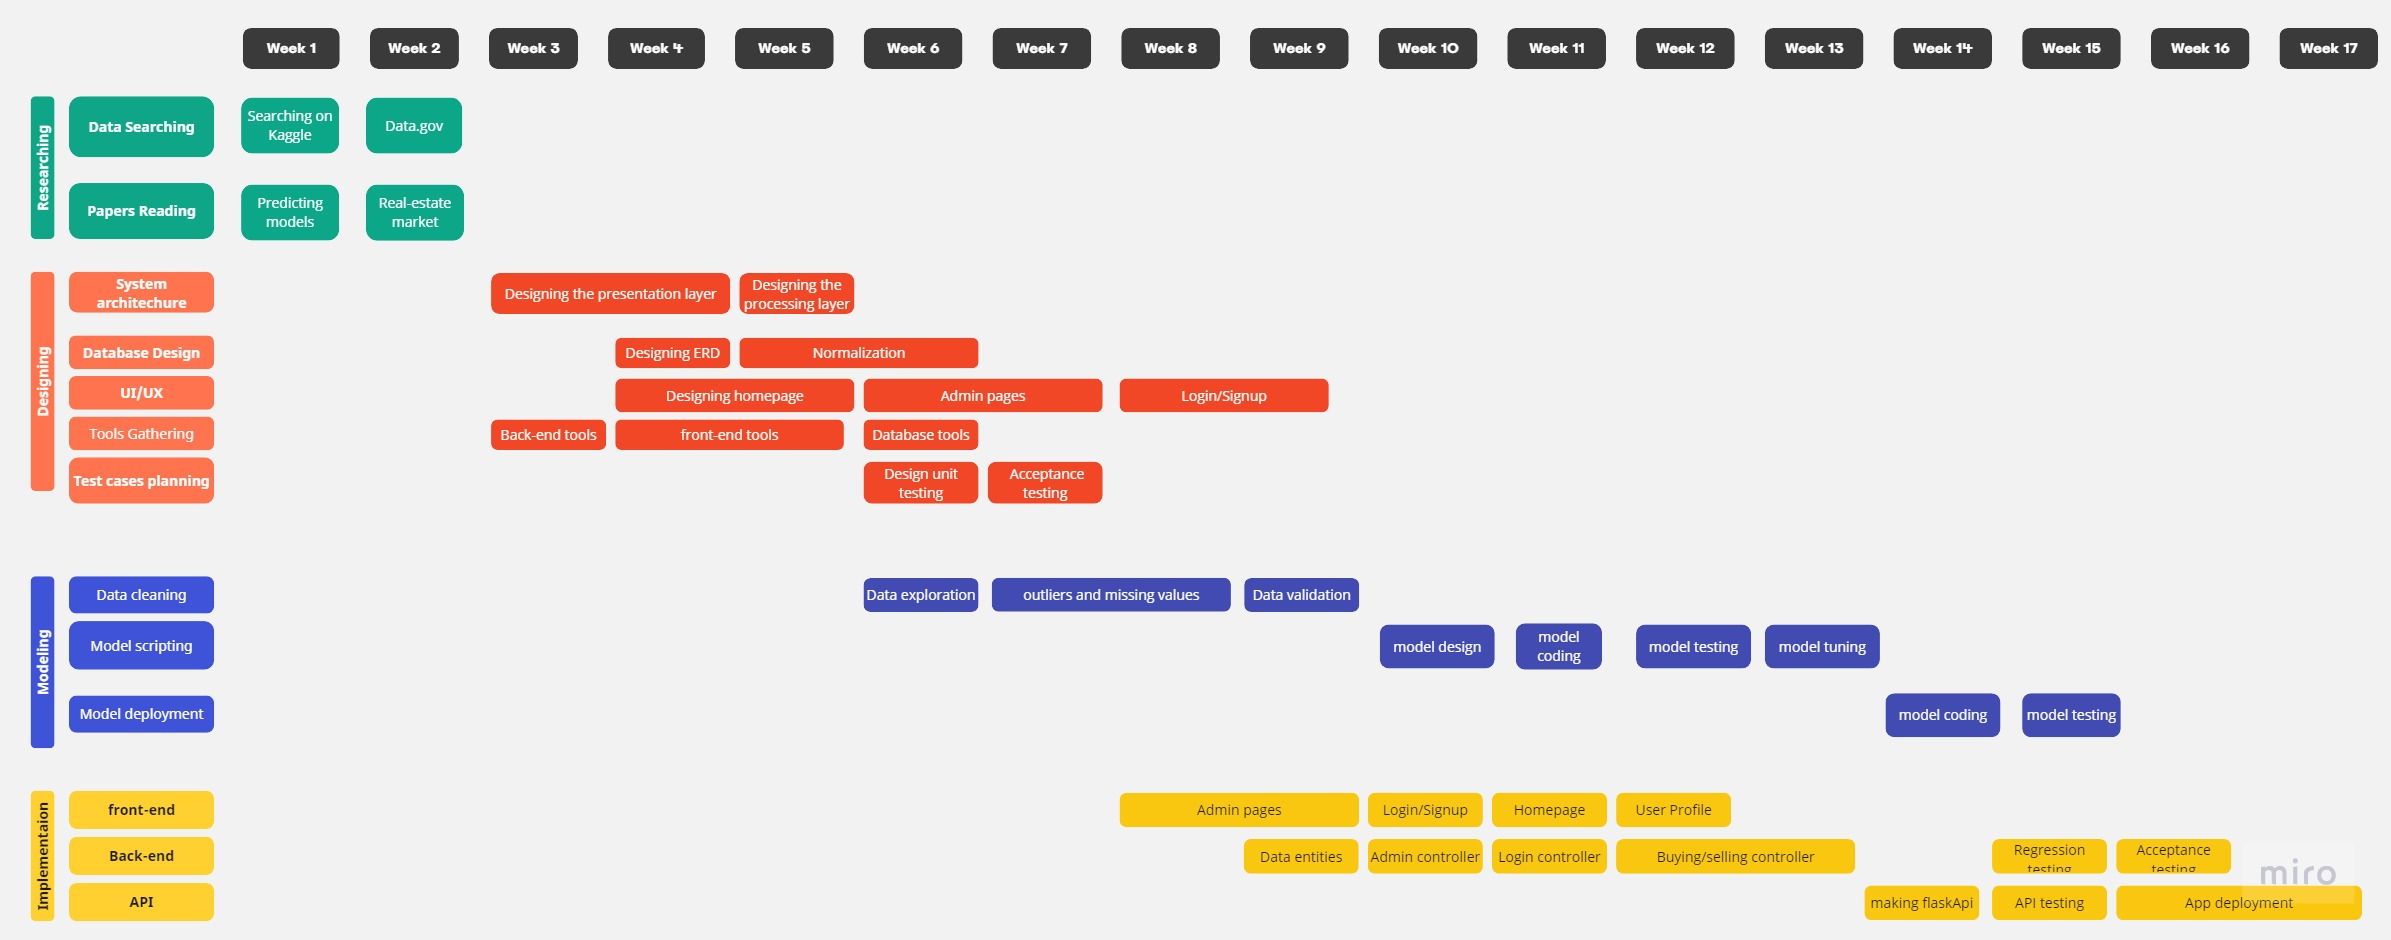 Week 1
Week 2
Week 3
Week 4
Week 5
Week 6
Week 7
Week 8
Week 9
Week 10
Week 11
Week 12
Week 13
Week 14
Week 15
Week 16
Week 17
Researching
Data Searching
Searching on
Kaggle
Data.gov
Papers Reading
Predicting
models
Real-estate
market
Designing
System
architechure
Designing the presentation layer
Designing the
processing layer
Database Design
Designing ERD
Normalization
UI/UX
Designing homepage
Admin pages
Login/Signup
Tools Gathering
Back-end tools
front-end tools
Database tools
Test cases planning
Design unit
testing
Acceptance
testing
Modeling
Data cleaning
Data exploration
outliers and missing values
Data validation
Model scripting
model design
model
coding
model testing
model tuning
Model deployment
model coding
model testing
Implementaion
front-end
Admin pages
Login/Signup
Homepage
User Profile
Back-end
Data entities
Admin controller
Login controller
Buying/selling controller
Regression
testing
Acceptance
testing
API
making flaskApi
API testing
App deployment
miro